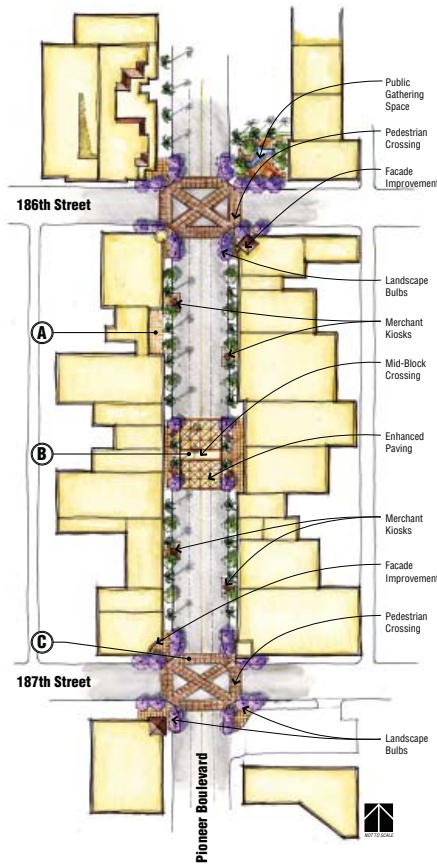 Public
Gathering
Space
Pedestrian
Crossing
Facade
Improvement
186th Street
Landscape
Bulbs
Merchant
Kiosks
A
Mid-Block
Crossing
Enhanced
Paving
B
Merchant
Kiosks
Facade
Improvement
Pedestrian
Crossing
C
187th Street
Landscape
Bulbs
Pioneer Boulevard
NOT TO SCALE